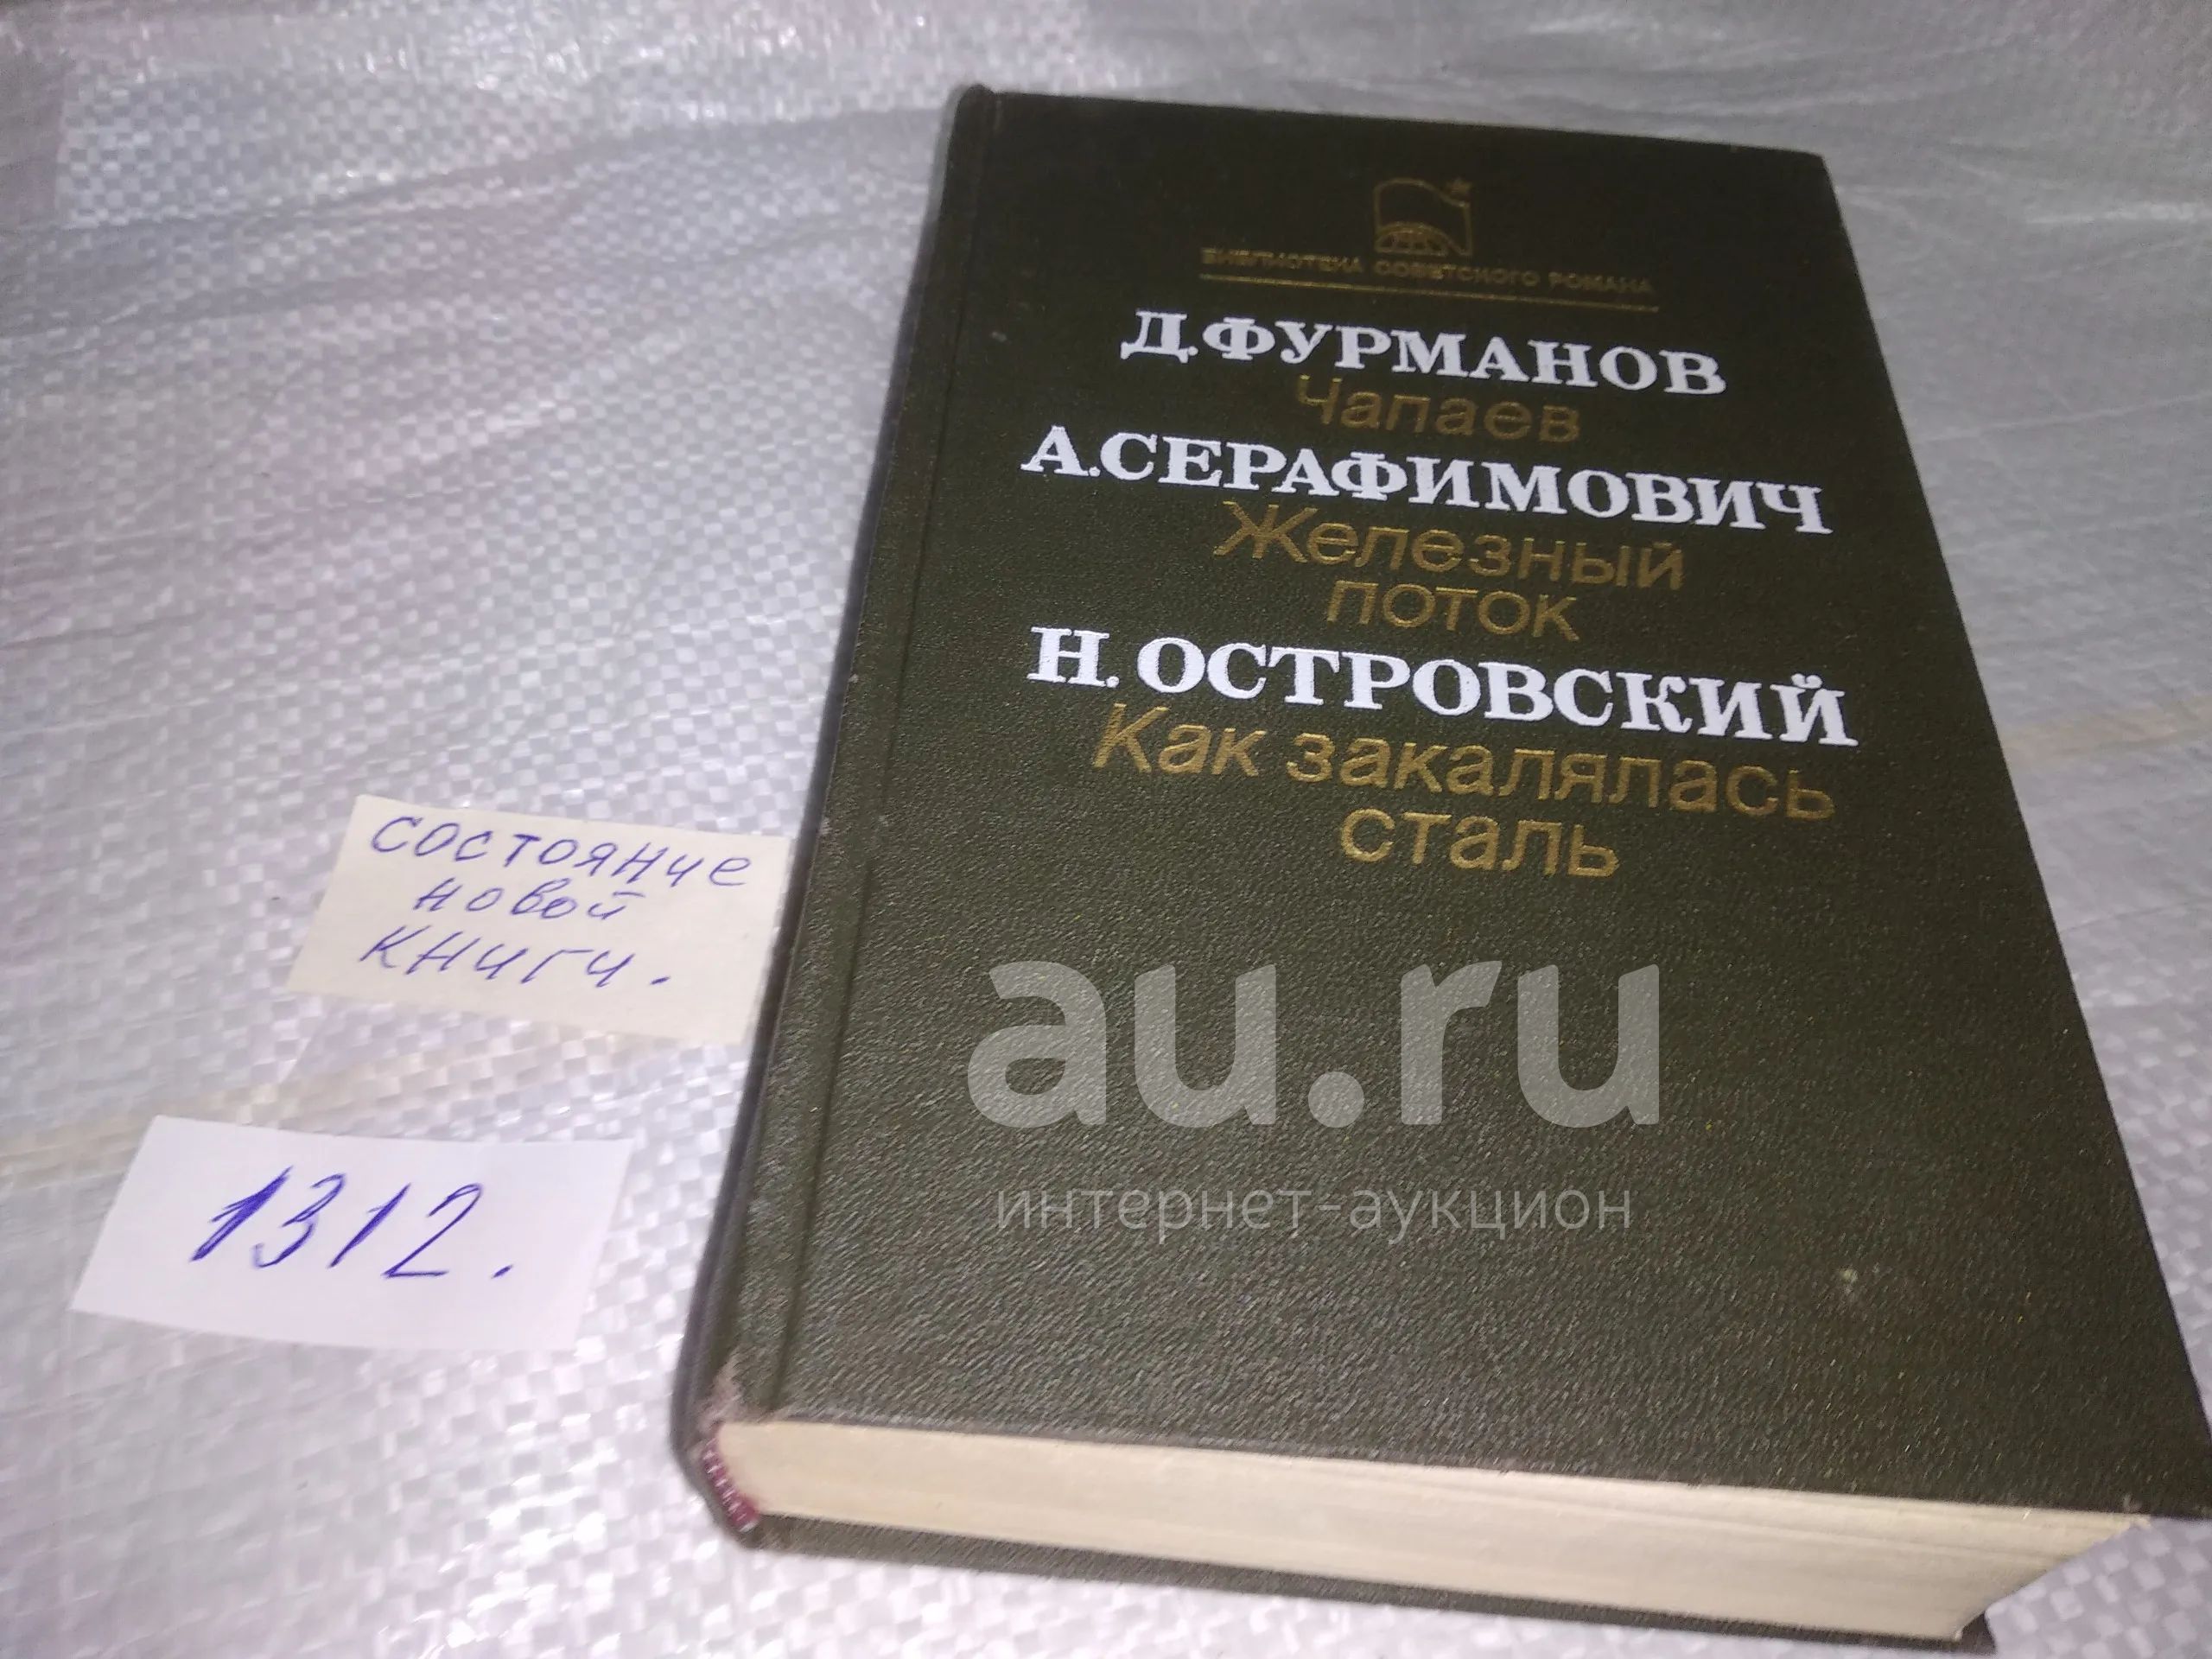 БИБЛИОТЕКА СОВЕТСКОГО РОМАНА
Д. ФУРМАНОВ
Чапаев
А. СЕРАФИМОВИЧ
Железный
поток
Н. ОСТРОВСКИЙ
Как закалялась
сталь
состояние
новой
книги.
1312.
au.ru
интернет-аукцион